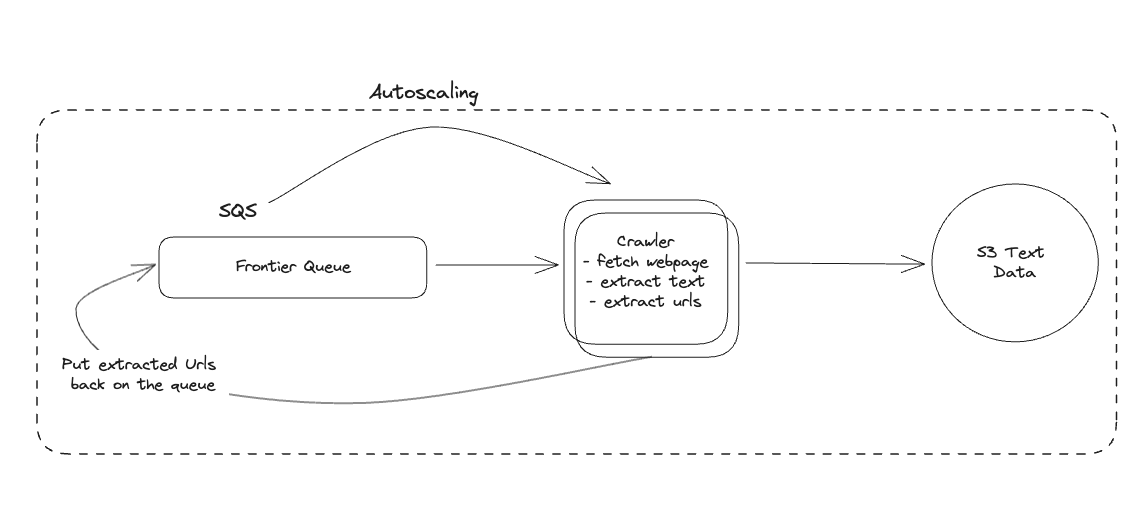 Autoscaling
SQS
Frontier Queue
Crawler
- fetch webpage
- extract text
- extract urls
S3 Text
Data
Put extracted Urls
back on the queue